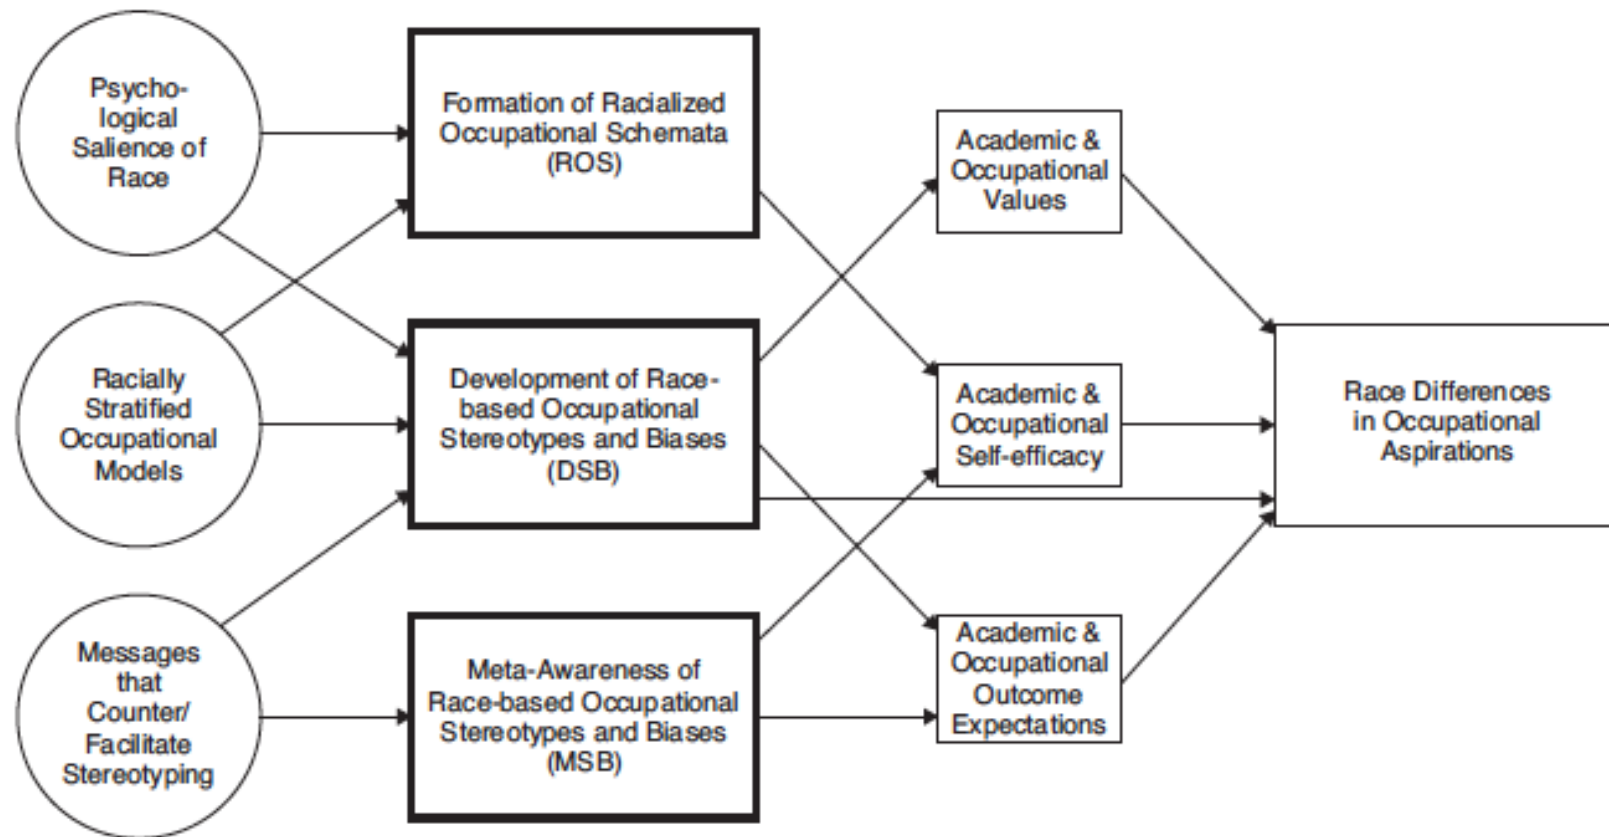 Psycho-
logical
Salience of
Race
Formation of Racialized
Occupational Schemata
(ROS)
Academic &
Occupational
Values
Racially
Stratified
Occupational
Models
Development of Race-
based Occupational
Stereotypes and Biases
(DSB)
Academic &
Occupational
Self-efficacy
Race Differences
in Occupational
Aspirations
Messages
that
Counter/
Facilitate
Stereotyping
Meta-Awareness of
Race-based Occupational
Stereotypes and Biases
(MSB)
Academic &
Occupational
Outcome
Expectations